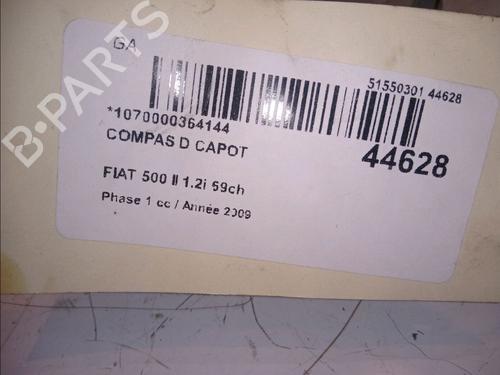 GA
51550301 44628
*1070000364144
COMPAS D CAPOT
44628
FIAT 500 II 1.2i 69ch
Phase 1 cc / Année 2009
B-PARTS